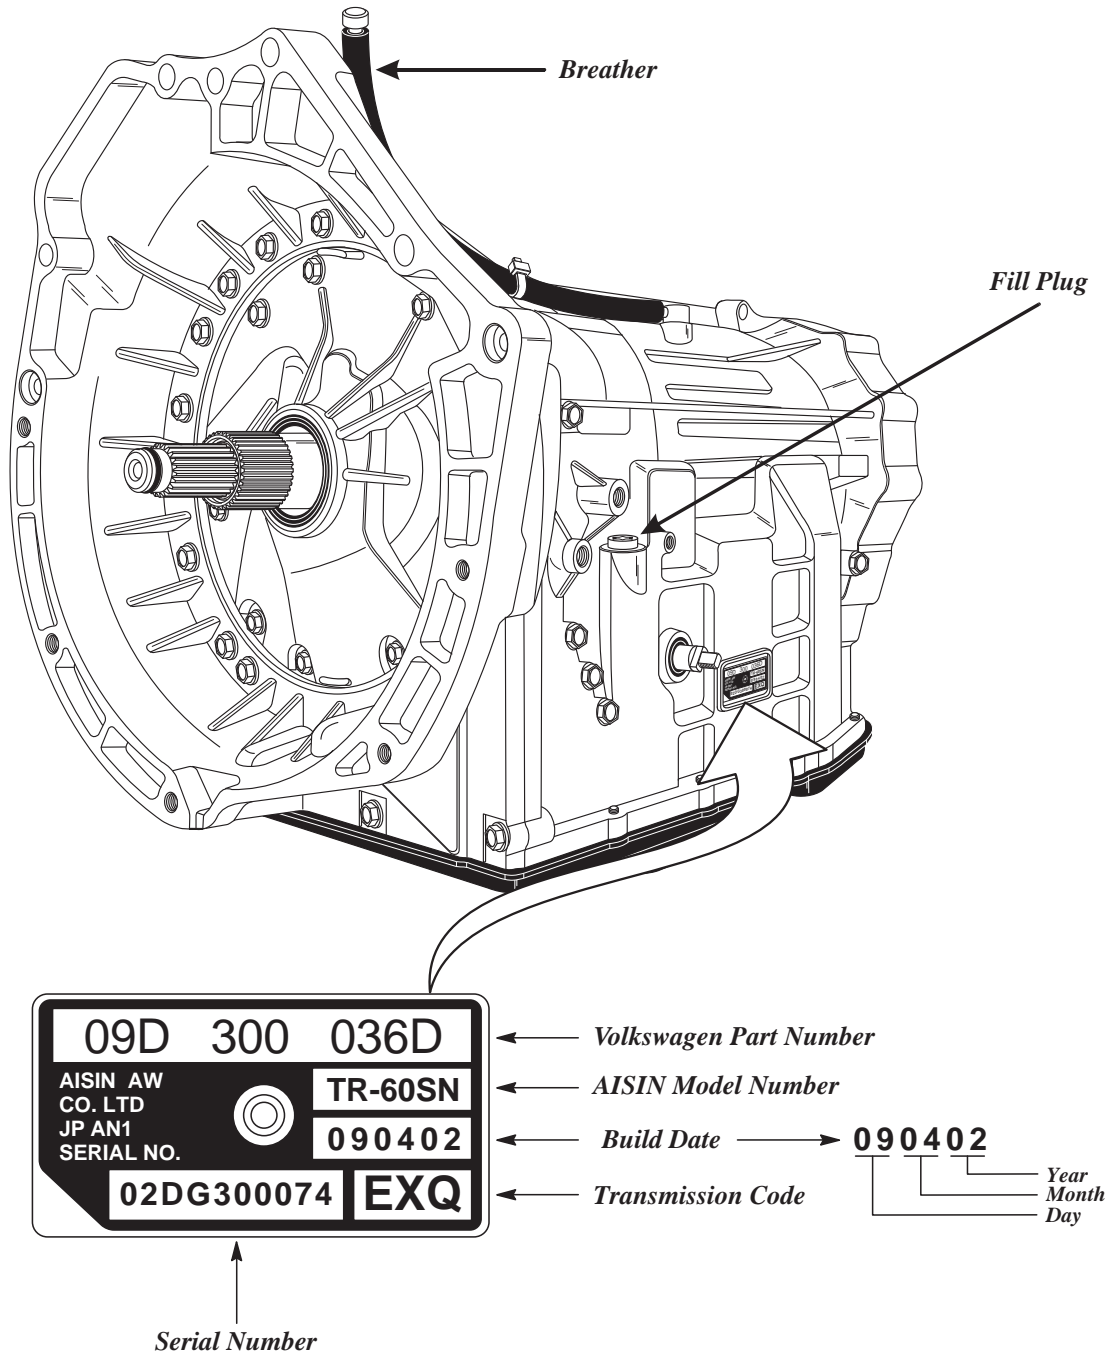 Breather
Fill Plug
09D 300 036D
Volkswagen Part Number
AISIN AW
CO. LTD
JP AN1
SERIAL NO.
TR-60SN
AISIN Model Number
090402
Build Date
090402
Year
Month
Day
02DG300074
EXQ
Transmission Code
Serial Number